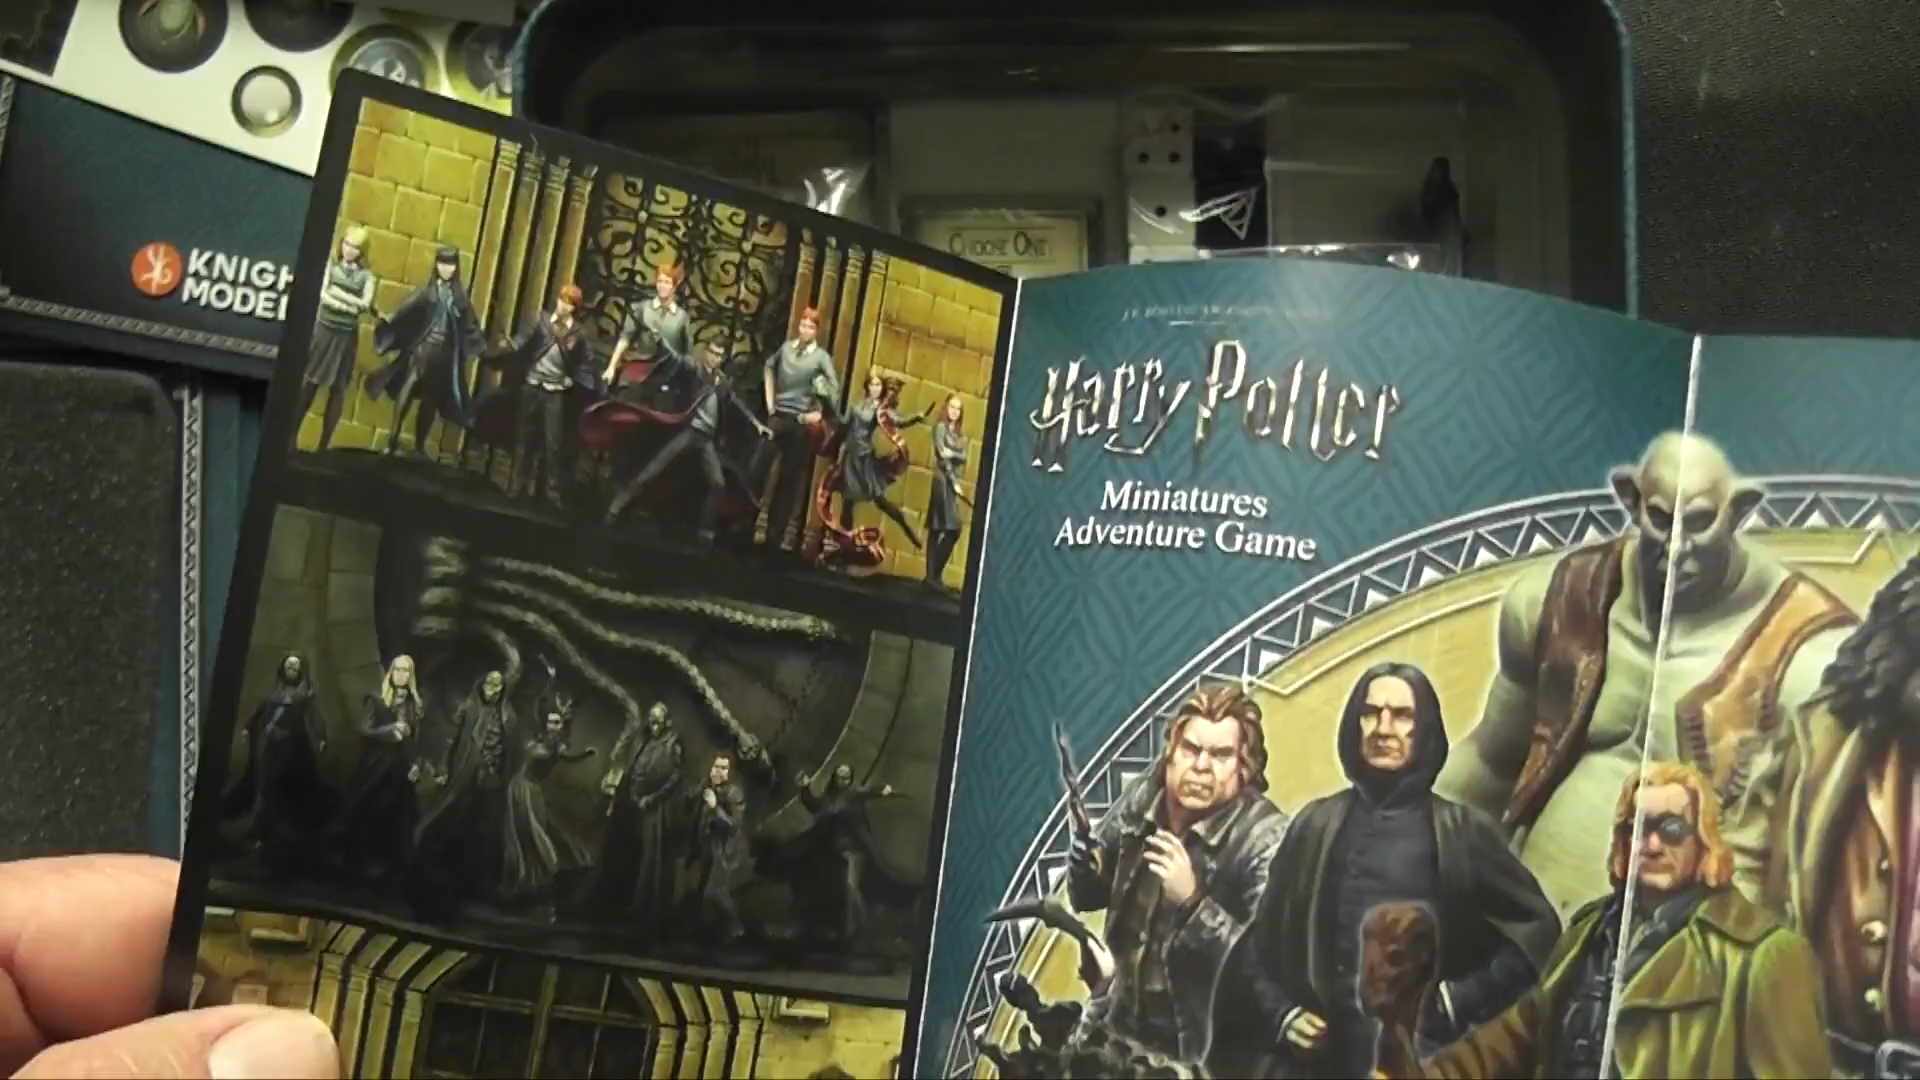 KNIGH
MODEL
CHOOSE ONE
Harry Potter
Miniatures
Adventure Game